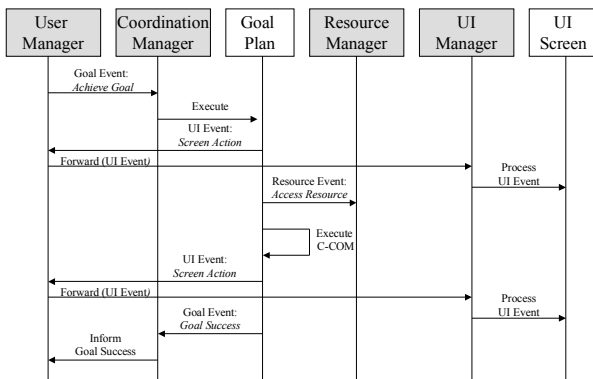 User
Manager
Coordination
Manager
Goal
Plan
Resource
Manager
UI
Manager
UI
Screen
Goal Event:
Achieve Goal
Execute
UI Event:
Screen Action
Forward (UI Event)
Process
UI Event
Resource Event:
Access Resource
Execute
C-COM
UI Event:
Screen Action
Forward (UI Event)
Process
UI Event
Goal Event:
Goal Success
Inform
Goal Success